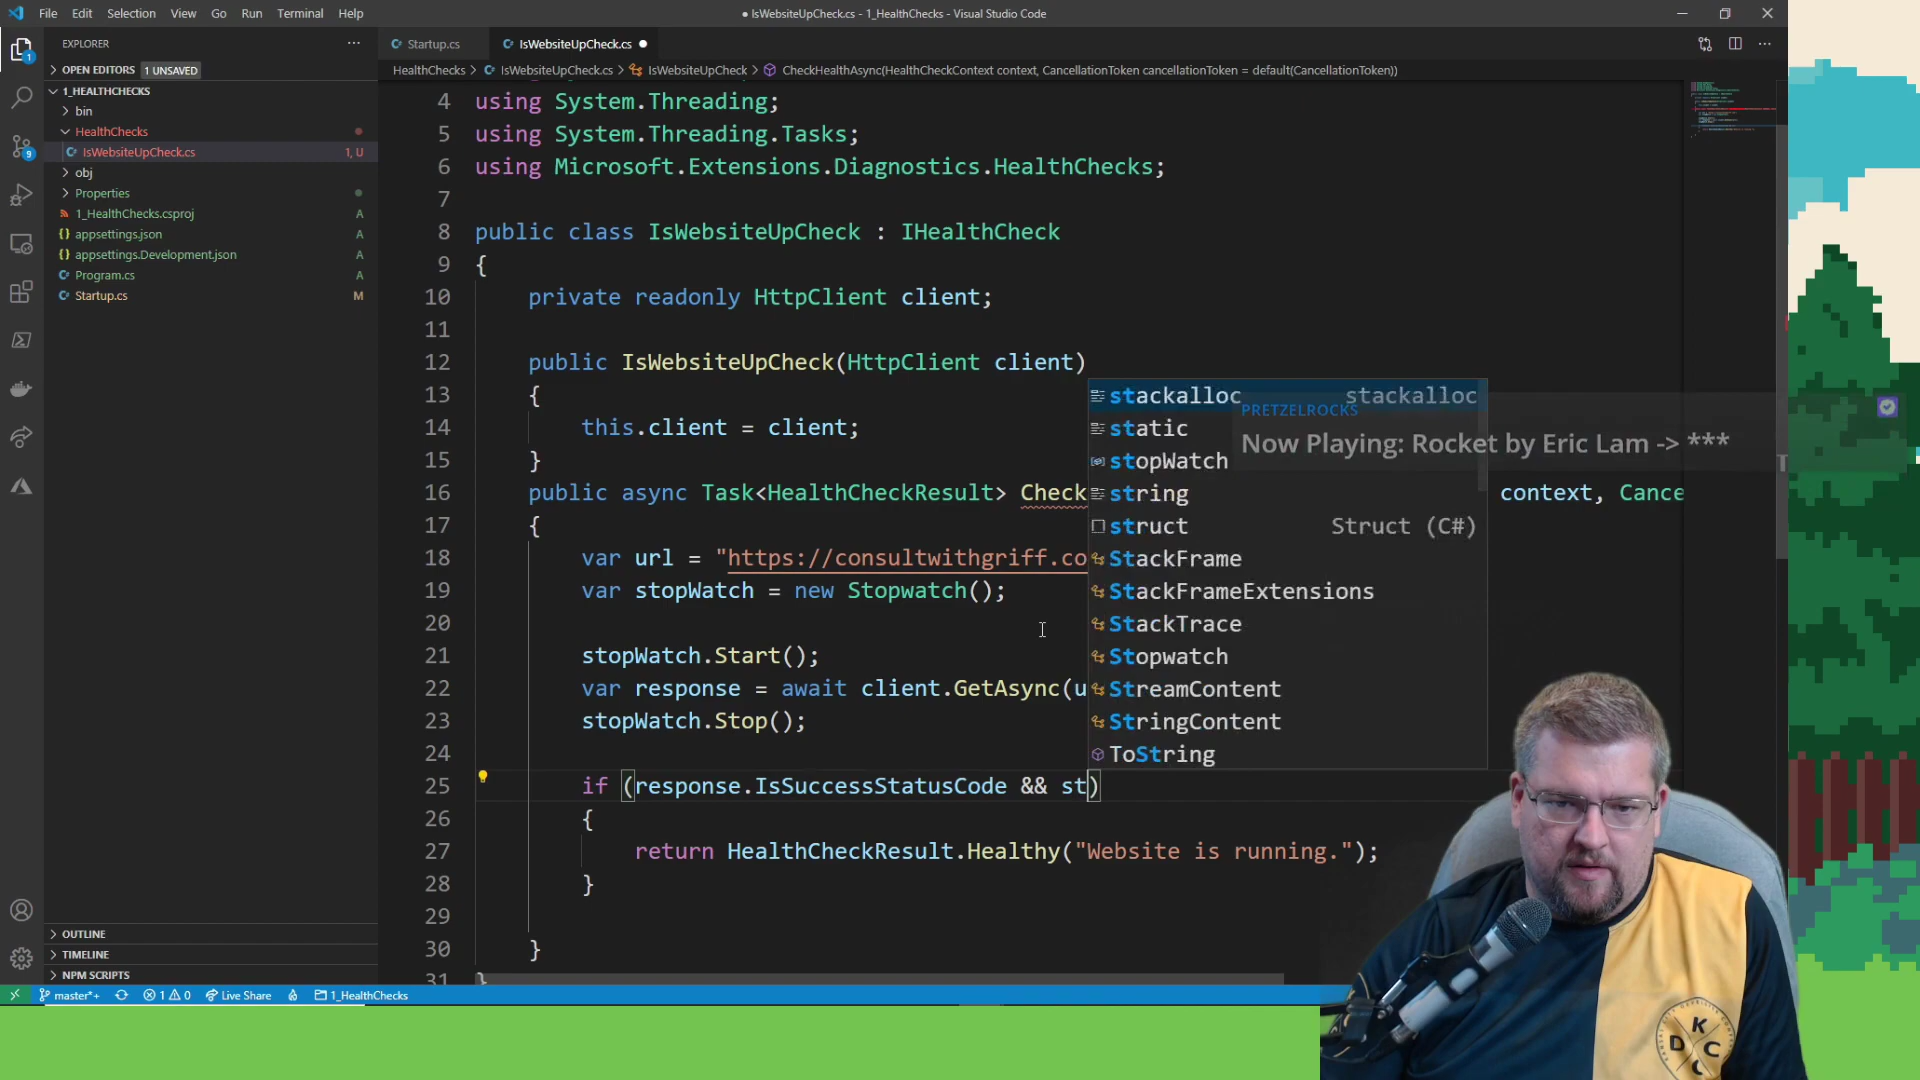 File Edit Selection View Go Run Terminal Help
● IsWebsiteUpCheck.cs - 1_HealthChecks - Visual Studio Code
EXPLORER
Startup.cs
IsWebsiteUpCheck.cs
OPEN EDITORS 1 UNSAVED
HealthChecks > IsWebsiteUpCheck.cs > IsWebsiteUpCheck > CheckHealthAsync(HealthCheckContext context, CancellationToken cancellationToken = default(CancellationToken))
1_HEALTHCHECKS
bin
HealthChecks
IsWebsiteUpCheck.cs 1, U
obj
Properties
1_HealthChecks.csproj A
appsettings.json A
appsettings.Development.json A
Program.cs A
Startup.cs M
1
9
4 using System.Threading;
5 using System.Threading.Tasks;
6 using Microsoft.Extensions.Diagnostics.HealthChecks;
7
8 public class IsWebsiteUpCheck : IHealthCheck
9 {
10 private readonly HttpClient client;
11
12 public IsWebsiteUpCheck(HttpClient client)
13 {
14 this.client = client;
15 }
16 public async Task<HealthCheckResult> Check context, Cance
17 {
18 var url = "https://consultwithgriff.co
19 var stopWatch = new Stopwatch();
20
21 stopWatch.Start();
22 var response = await client.GetAsync(u
23 stopWatch.Stop();
24
25 if (response.IsSuccessStatusCode && st)
26 {
27 return HealthCheckResult.Healthy("Website is running.");
28 }
29
30 }
31 }
stackalloc stackalloc
static
stopWatch
string
struct Struct (C#)
StackFrame
StackFrameExtensions
StackTrace
Stopwatch
StreamContent
StringContent
ToString
PRETZELROCKS
Now Playing: Rocket by Eric Lam -> ***
OUTLINE
TIMELINE
NPM SCRIPTS
master*+ 1 0 Live Share 1_HealthChecks
K
D C
C